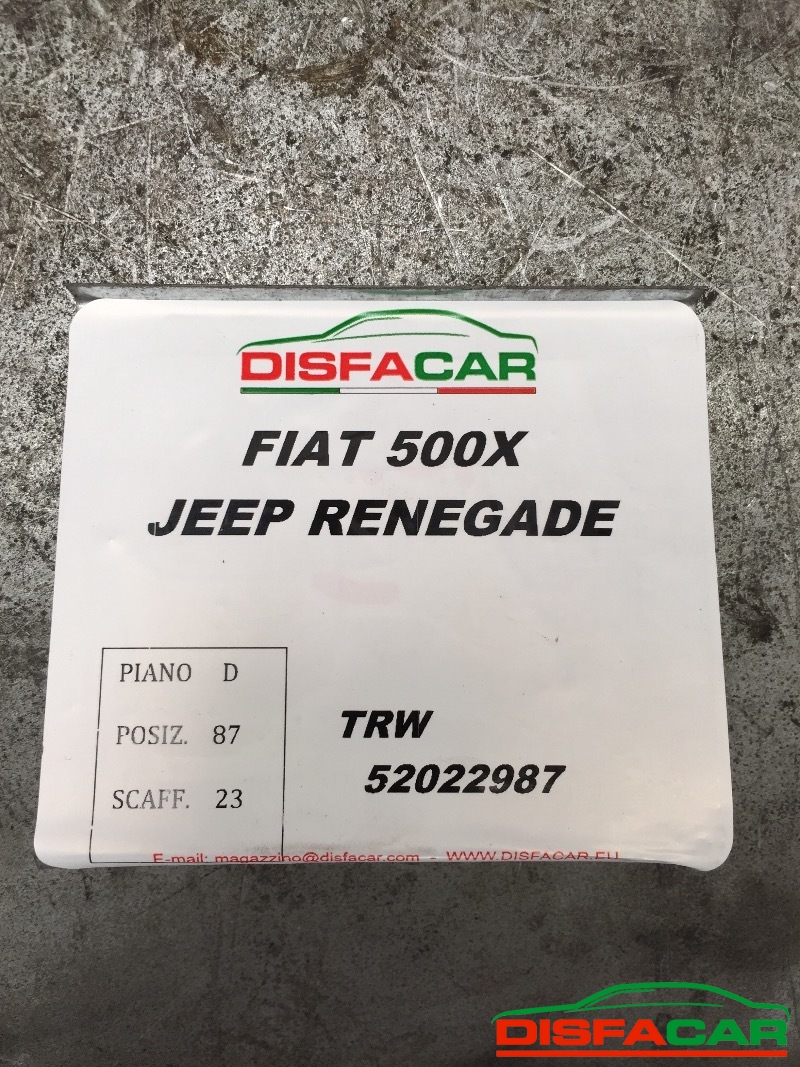 DISFACAR
FIAT 500X
JEEP RENEGADE
PIANO D
POSIZ. 87
SCAFF. 23
TRW
52022987
E-mail: magazzino@disfacar.com - WWW.DISFACAR.EU
DISFACAR